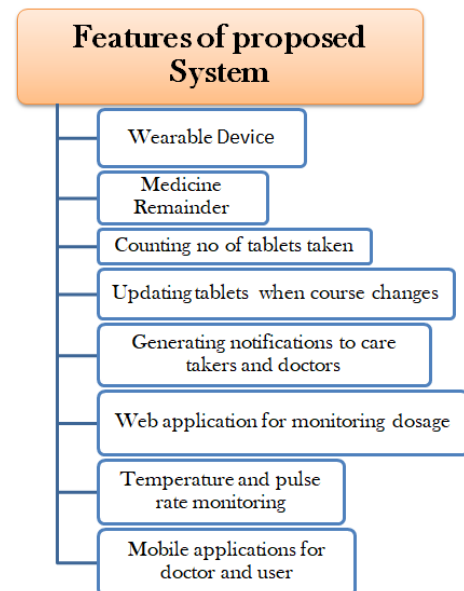 Features of proposed
System
Wearable Device
Medicine
Remainder
Counting no of tablets taken
Updating tablets when course changes
Generating notifications to care
takers and doctors
Web application for monitoring dosage
Temperature and pulse
rate monitoring
Mobile applications for
doctor and user